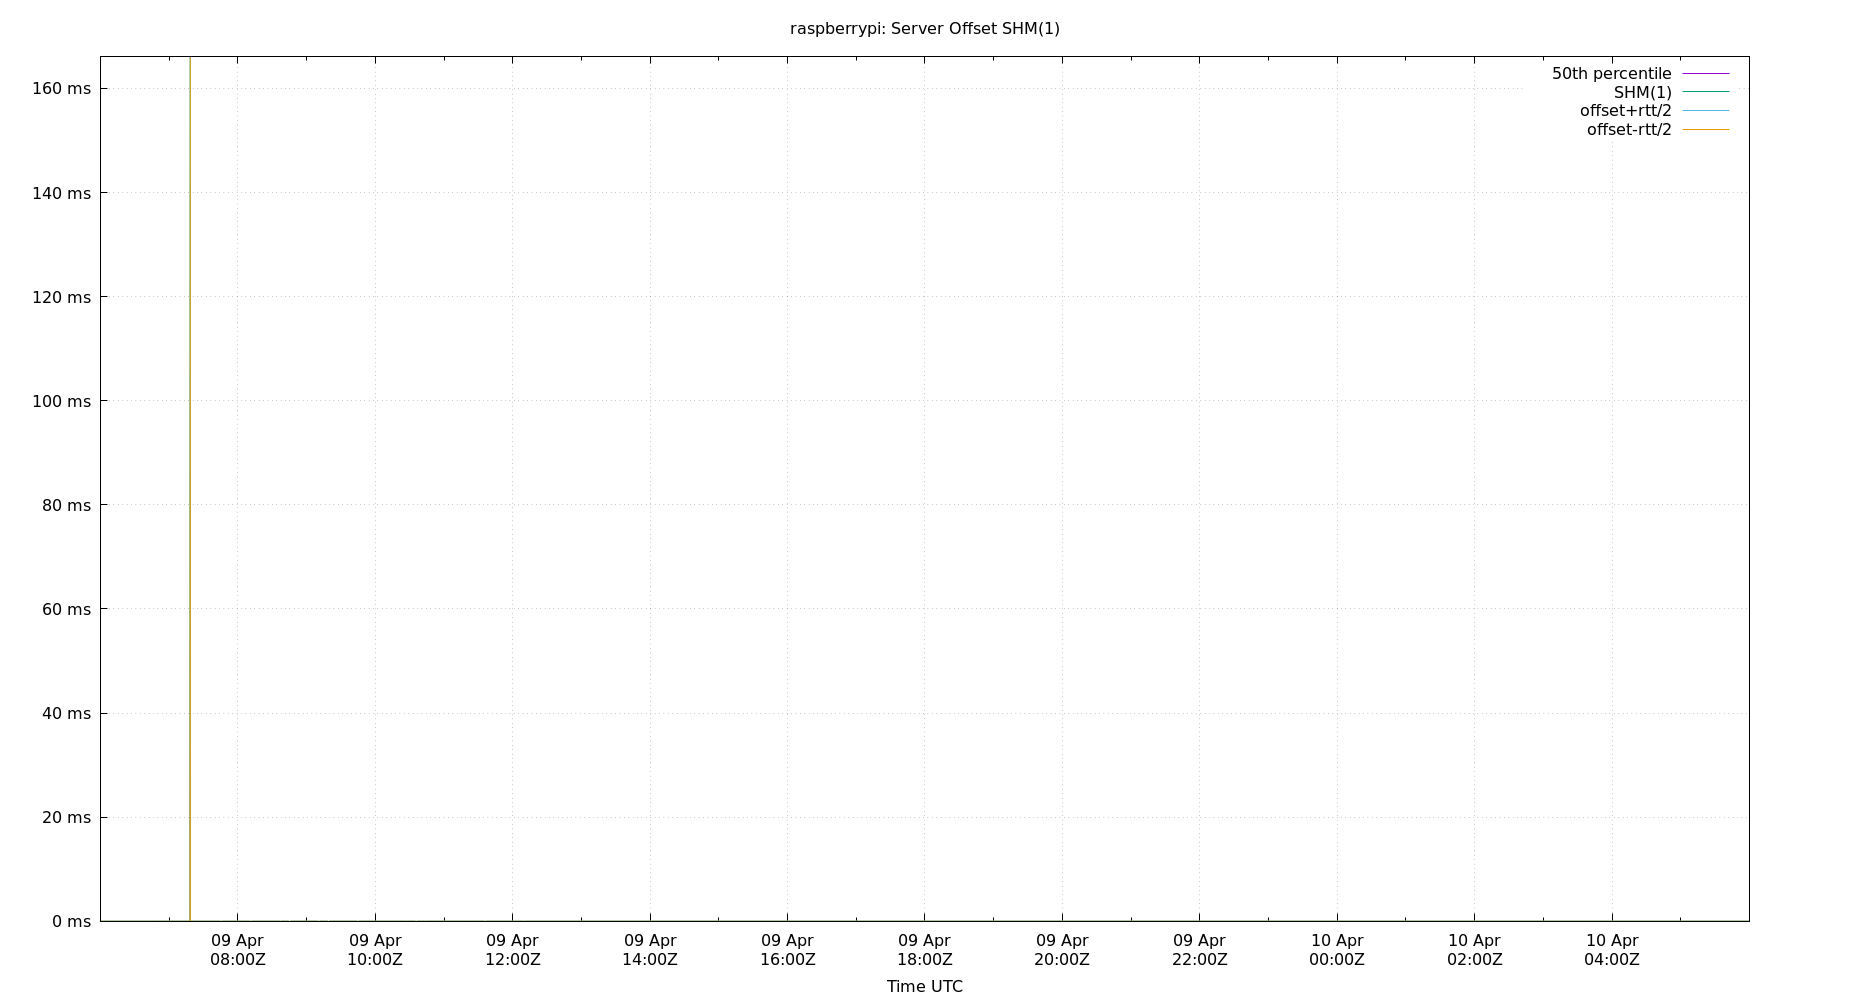 raspberrypi: Server Offset SHM(1)
50th percentile
SHM(1)
offset+rtt/2
offset-rtt/2
160 ms
140 ms
120 ms
100 ms
80 ms
60 ms
40 ms
20 ms
0 ms
09 Apr 09 Apr 09 Apr 09 Apr 09 Apr 09 Apr 09 Apr 09 Apr 10 Apr 10 Apr 10 Apr
08:00Z 10:00Z 12:00Z 14:00Z 16:00Z 18:00Z 20:00Z 22:00Z 00:00Z 02:00Z 04:00Z
Time UTC